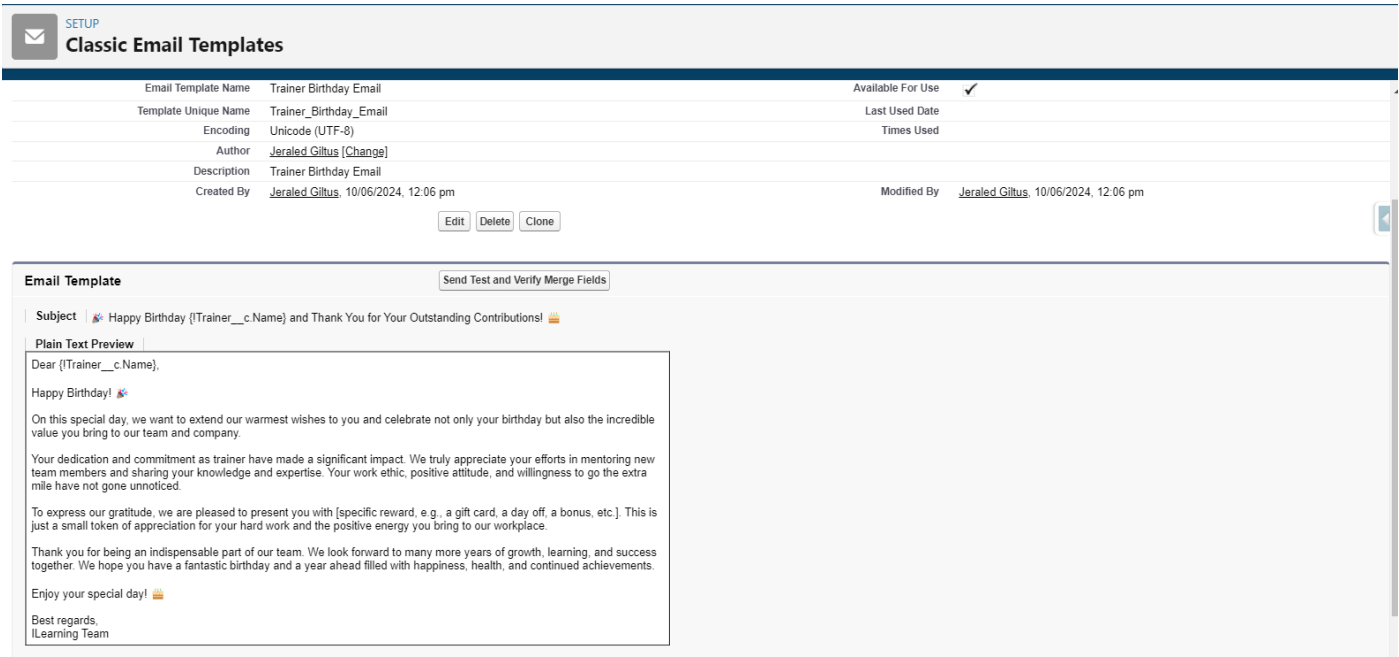 SETUP
Classic Email Templates
Email Template Name Trainer Birthday Email Available For Use ✓
Template Unique Name Trainer_Birthday_Email Last Used Date
Encoding Unicode (UTF-8) Times Used
Author Jeraled Giltus [Change]
Description Trainer Birthday Email
Created By Jeraled Giltus, 10/06/2024, 12:06 pm Modified By Jeraled Giltus, 10/06/2024, 12:06 pm
Edit Delete Clone
Email Template Send Test and Verify Merge Fields
Subject 🎉 Happy Birthday {!Trainer__c.Name} and Thank You for Your Outstanding Contributions! 🎂
Plain Text Preview
Dear {!Trainer__c.Name},
Happy Birthday! 🎉
On this special day, we want to extend our warmest wishes to you and celebrate not only your birthday but also the incredible
value you bring to our team and company.
Your dedication and commitment as trainer have made a significant impact. We truly appreciate your efforts in mentoring new
team members and sharing your knowledge and expertise. Your work ethic, positive attitude, and willingness to go the extra
mile have not gone unnoticed.
To express our gratitude, we are pleased to present you with [specific reward, e.g., a gift card, a day off, a bonus, etc.]. This is
just a small token of appreciation for your hard work and the positive energy you bring to our workplace.
Thank you for being an indispensable part of our team. We look forward to many more years of growth, learning, and success
together. We hope you have a fantastic birthday and a year ahead filled with happiness, health, and continued achievements.
Enjoy your special day! 🎂
Best regards,
ILearning Team